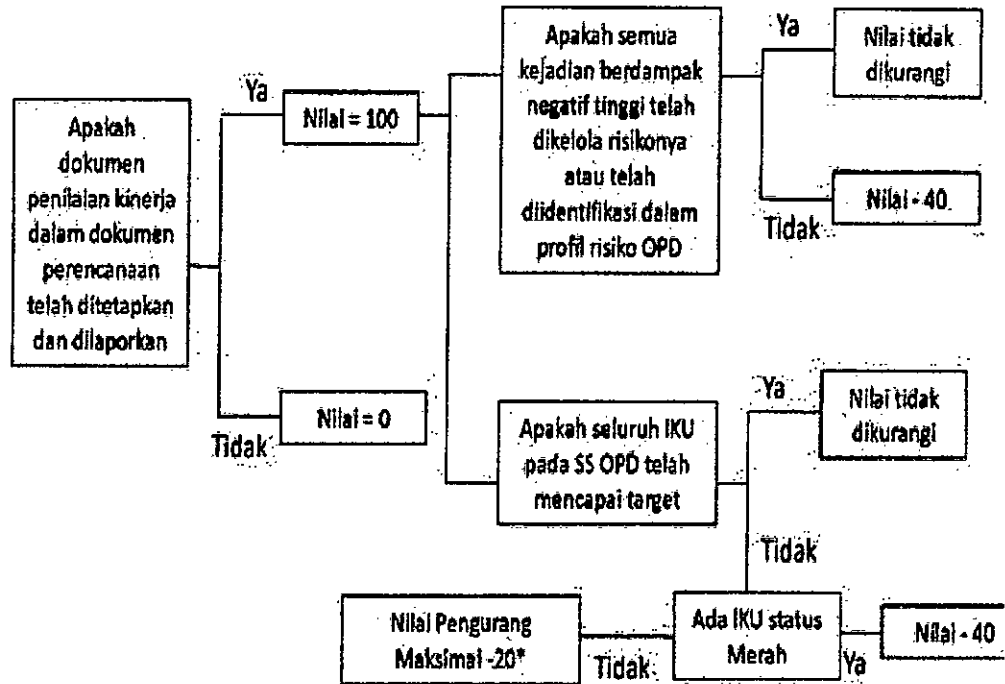 Apakah
dokumen
penilaian kinerja
dalam dokumen
perencanaan
telah ditetapkan
dan dilaporkan
Ya
Nilai = 100
Tidak
Nilai = 0
Apakah semua
kejadian berdampak
negatif tinggi telah
dikelola risikonya
atau telah
diidentifikasi dalam
profil risiko OPD
Ya
Nilai tidak
dikurangi
Tidak
Nilai - 40
Apakah seluruh IKU
pada SS OPD telah
mencapai target
Ya
Nilai tidak
dikurangi
Tidak
Ada IKU status
Merah
Ya
Nilai - 40
Tidak
Nilai Pengurang
Maksimal -20*